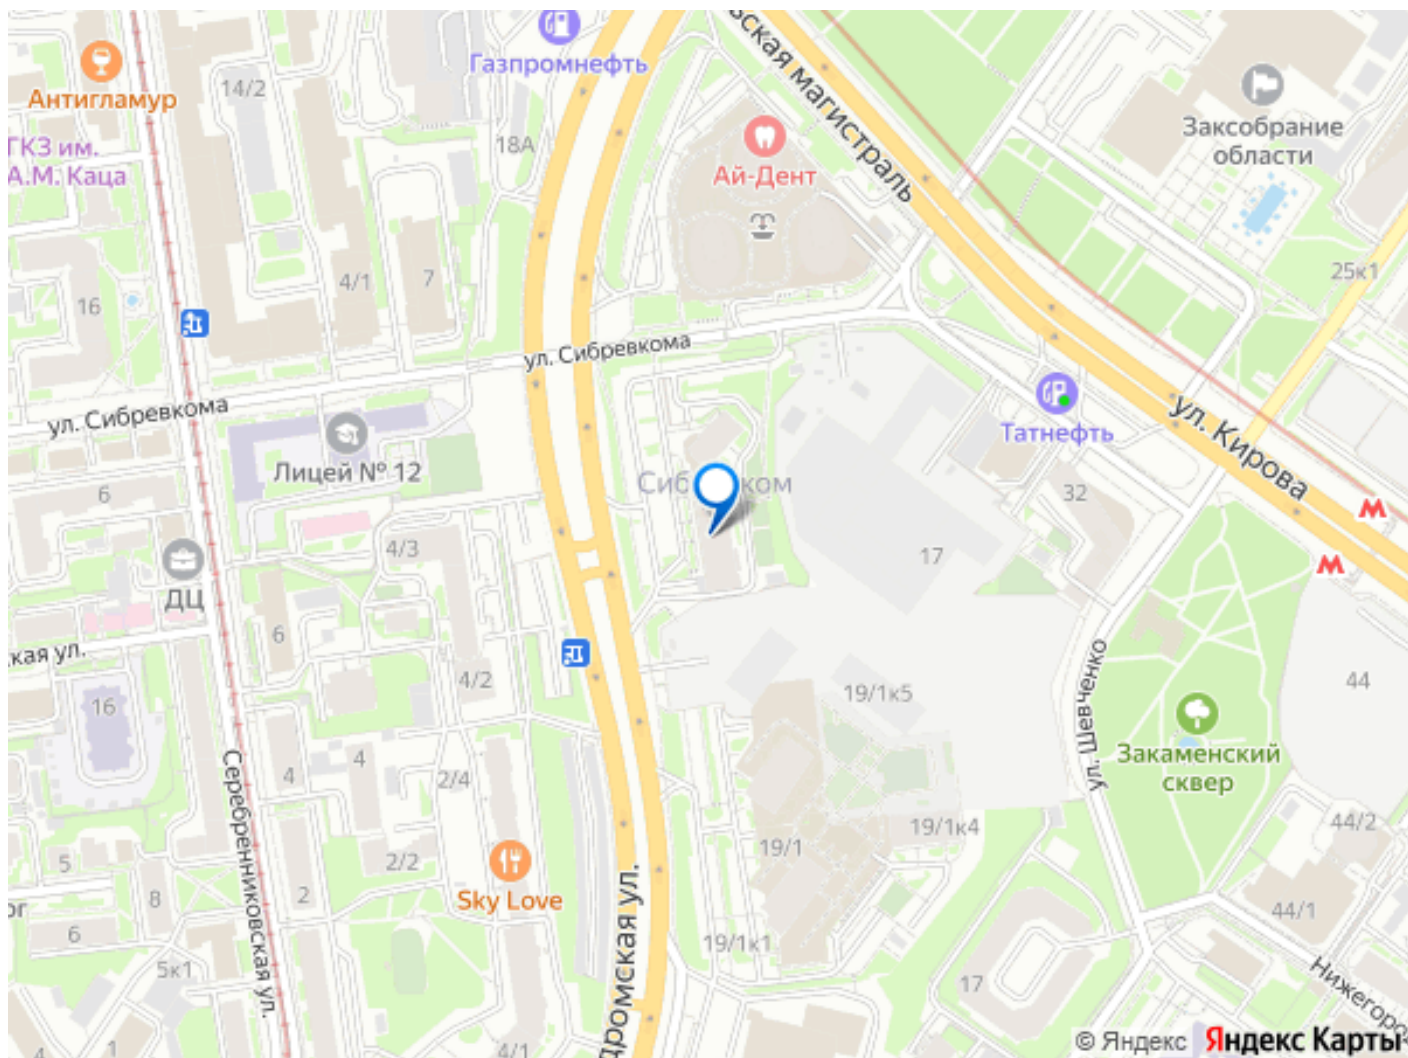 Газпромнефть
Антигламур
14/2
ьская магистраль
18А
Ай-Дент
Заксобрание
области
ГКЗ им.
А.М. Каца
4/1
7
25к1
16
ул. Сибревкома
ул. Сибревкома
Татнефть
ул. Кирова
Лицей № 12
6
32
4/3
17
ДЦ
6
кая ул.
4/2
19/1к5
ул. Шевченко
44
16
Закаменский
сквер
4
4
2/4
Серебренниковская ул.
19/1к4
44/2
5
2/2
19/1
8
2
Sky Love
44/1
ог
6
дромская ул.
19/1к1
5к1
17
Нижегоро
4
1
4/1
© Яндекс Яндекс Карты